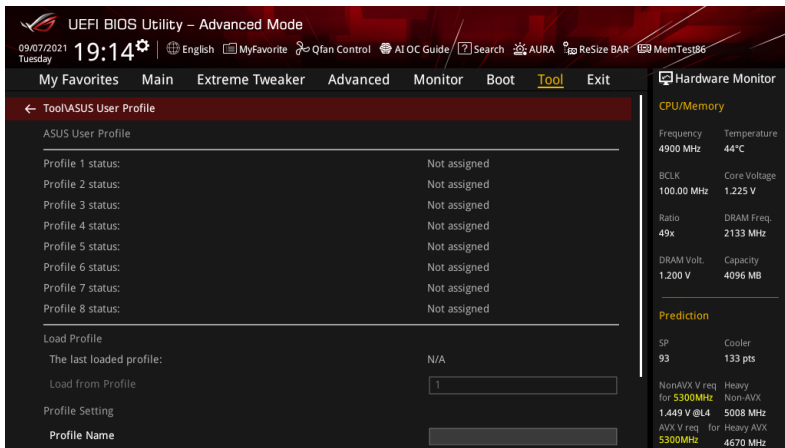 UEFI BIOS Utility – Advanced Mode
09/07/2021 Tuesday 19:14 English MyFavorite Qfan Control AI OC Guide Search AURA ReSize BAR MemTest86
My Favorites Main Extreme Tweaker Advanced Monitor Boot Tool Exit
Hardware Monitor
← Tool\ASUS User Profile
ASUS User Profile
Profile 1 status: Not assigned
Profile 2 status: Not assigned
Profile 3 status: Not assigned
Profile 4 status: Not assigned
Profile 5 status: Not assigned
Profile 6 status: Not assigned
Profile 7 status: Not assigned
Profile 8 status: Not assigned
Load Profile
The last loaded profile: N/A
Load from Profile 1
Profile Setting
Profile Name
CPU/Memory
Frequency Temperature
4900 MHz 44°C
BCLK Core Voltage
100.00 MHz 1.225 V
Ratio DRAM Freq.
49x 2133 MHz
DRAM Volt. Capacity
1.200 V 4096 MB
Prediction
SP Cooler
93 133 pts
NonAVX V req Heavy
for 5300MHz Non-AVX
1.449 V @L4 5008 MHz
AVX V req for Heavy AVX
5300MHz 4670 MHz